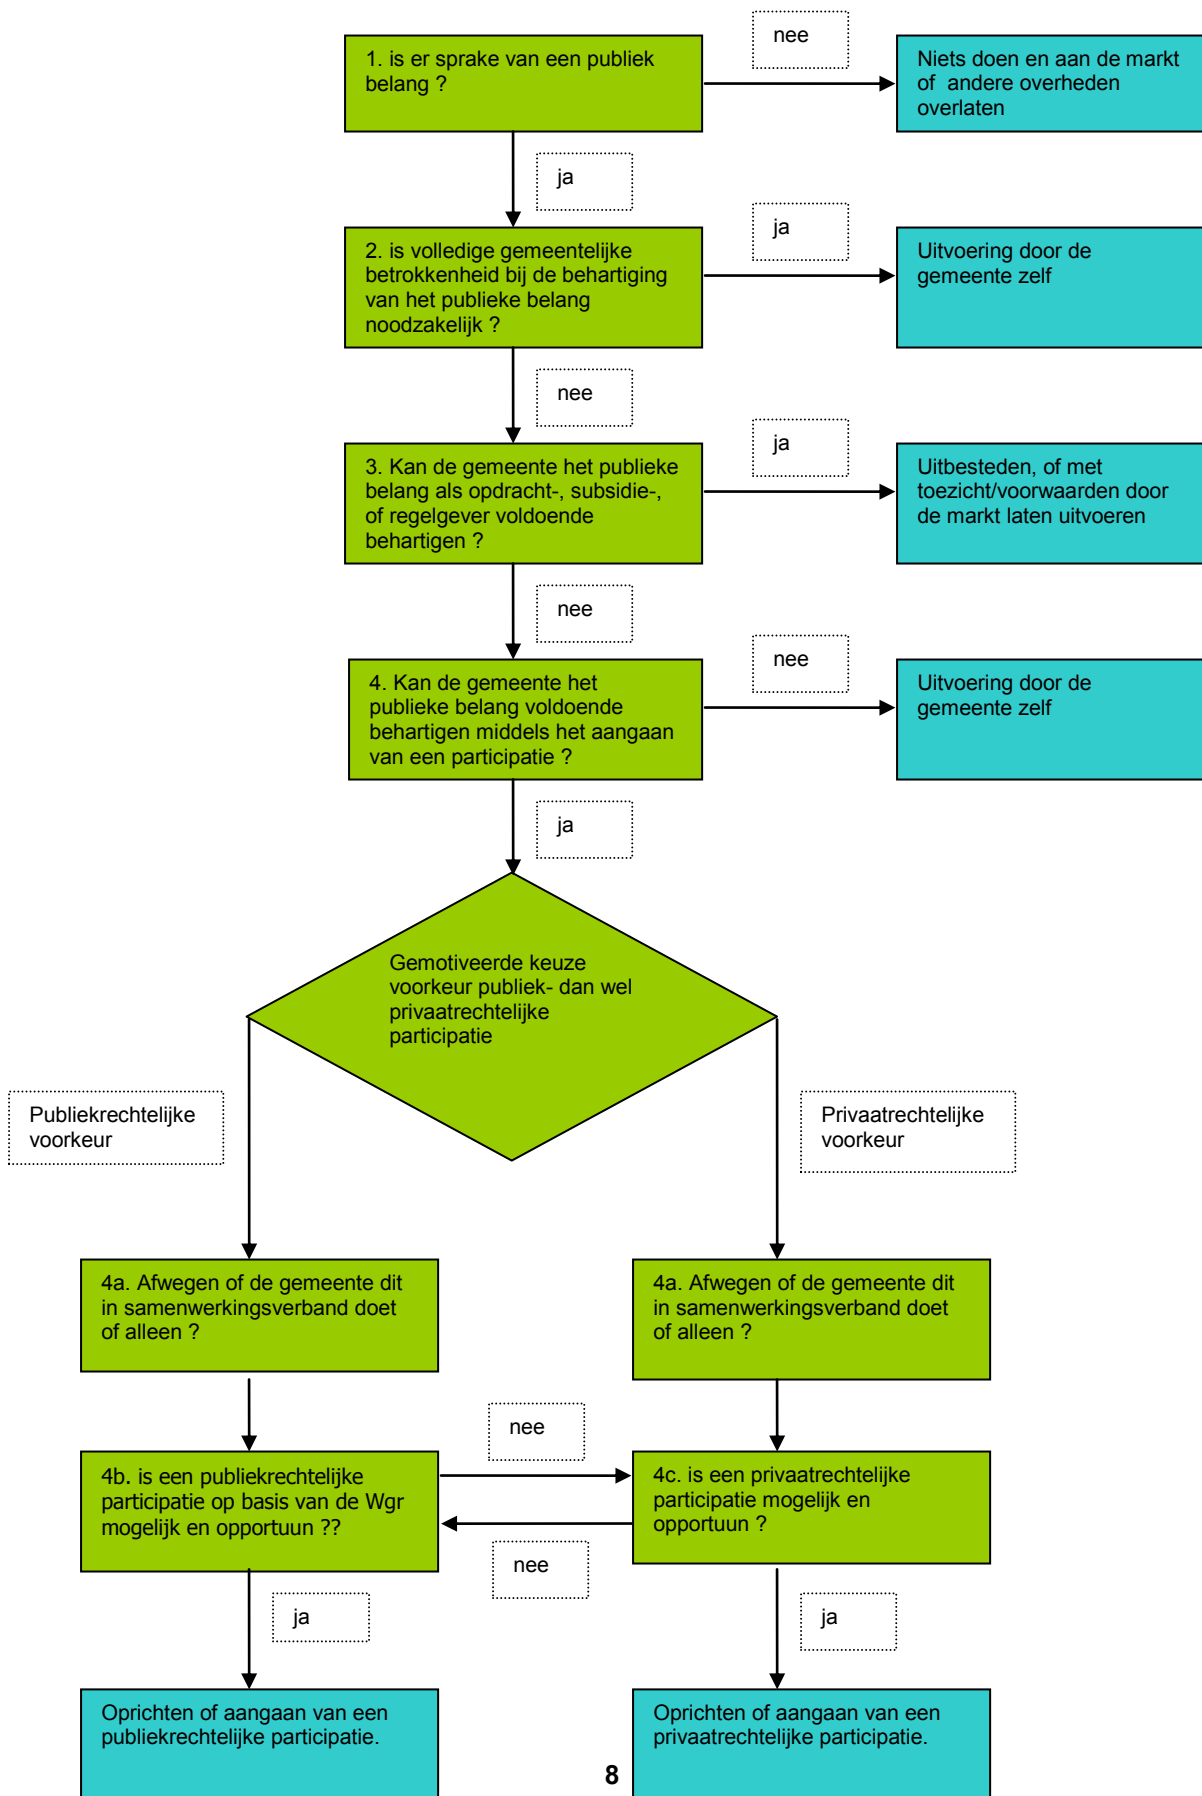 nee
1. is er sprake van een publiek
belang ?
Niets doen en aan de markt
of  andere overheden
overlaten
ja
2. is volledige gemeentelijke
betrokkenheid bij de behartiging
van het publieke belang
noodzakelijk ?
ja
Uitvoering door de
gemeente zelf
nee
3. Kan de gemeente het publieke
belang als opdracht-, subsidie-,
of regelgever voldoende
behartigen ?
ja
Uitbesteden, of met
toezicht/voorwaarden door
de markt laten uitvoeren
nee
4. Kan de gemeente het
publieke belang voldoende
behartigen middels het aangaan
van een participatie ?
nee
Uitvoering door de
gemeente zelf
ja
Gemotiveerde keuze
voorkeur publiek- dan wel
privaatrechtelijke
participatie
Publiekrechtelijke
voorkeur
Privaatrechtelijke
voorkeur
4a. Afwegen of de gemeente dit
in samenwerkingsverband doet
of alleen ?
4a. Afwegen of de gemeente dit
in samenwerkingsverband doet
of alleen ?
nee
4b. is een publiekrechtelijke
participatie op basis van de Wgr
mogelijk en opportuun ??
4c. is een privaatrechtelijke
participatie mogelijk en
opportuun ?
nee
ja
ja
Oprichten of aangaan van een
publiekrechtelijke participatie.
Oprichten of aangaan van een
privaatrechtelijke participatie.
8